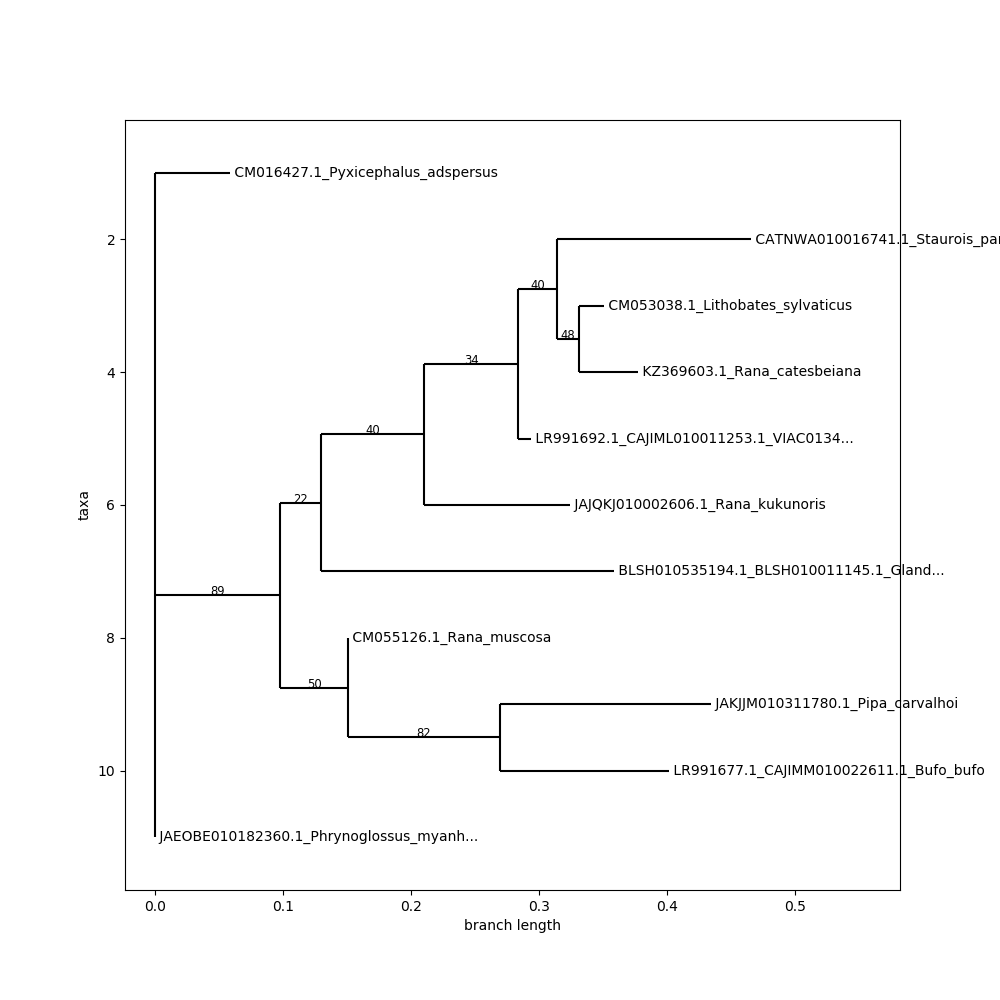 CM016427.1_Pyxicephalus_adspersus
2
CATNWA010016741.1_Staurois_par
40
CM053038.1_Lithobates_sylvaticus
48
34
4
KZ369603.1_Rana_catesbeiana
40
LR991692.1_CAJIML010011253.1_VIAC0134...
22
6
JAJQKJ010002606.1_Rana_kukunoris
taxa
BLSH010535194.1_BLSH010011145.1_Gland...
89
8
CM055126.1_Rana_muscosa
50
JAKJJM010311780.1_Pipa_carvalhoi
82
10
LR991677.1_CAJIMM010022611.1_Bufo_bufo
JAEOBE010182360.1_Phrynoglossus_myanh...
0.0 0.1 0.2 0.3 0.4 0.5
branch length